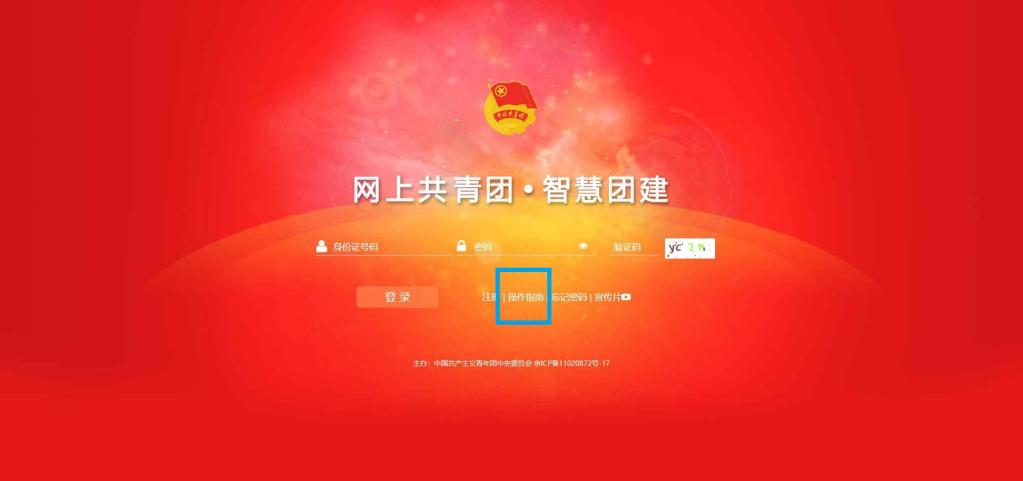 网上共青团•智慧团建
身份证号码 密码 验证码
登录 注册 | 操作指南 | 忘记密码 | 宣传片
主办：中国共产主义青年团中央委员会 京ICP备11020872号-17